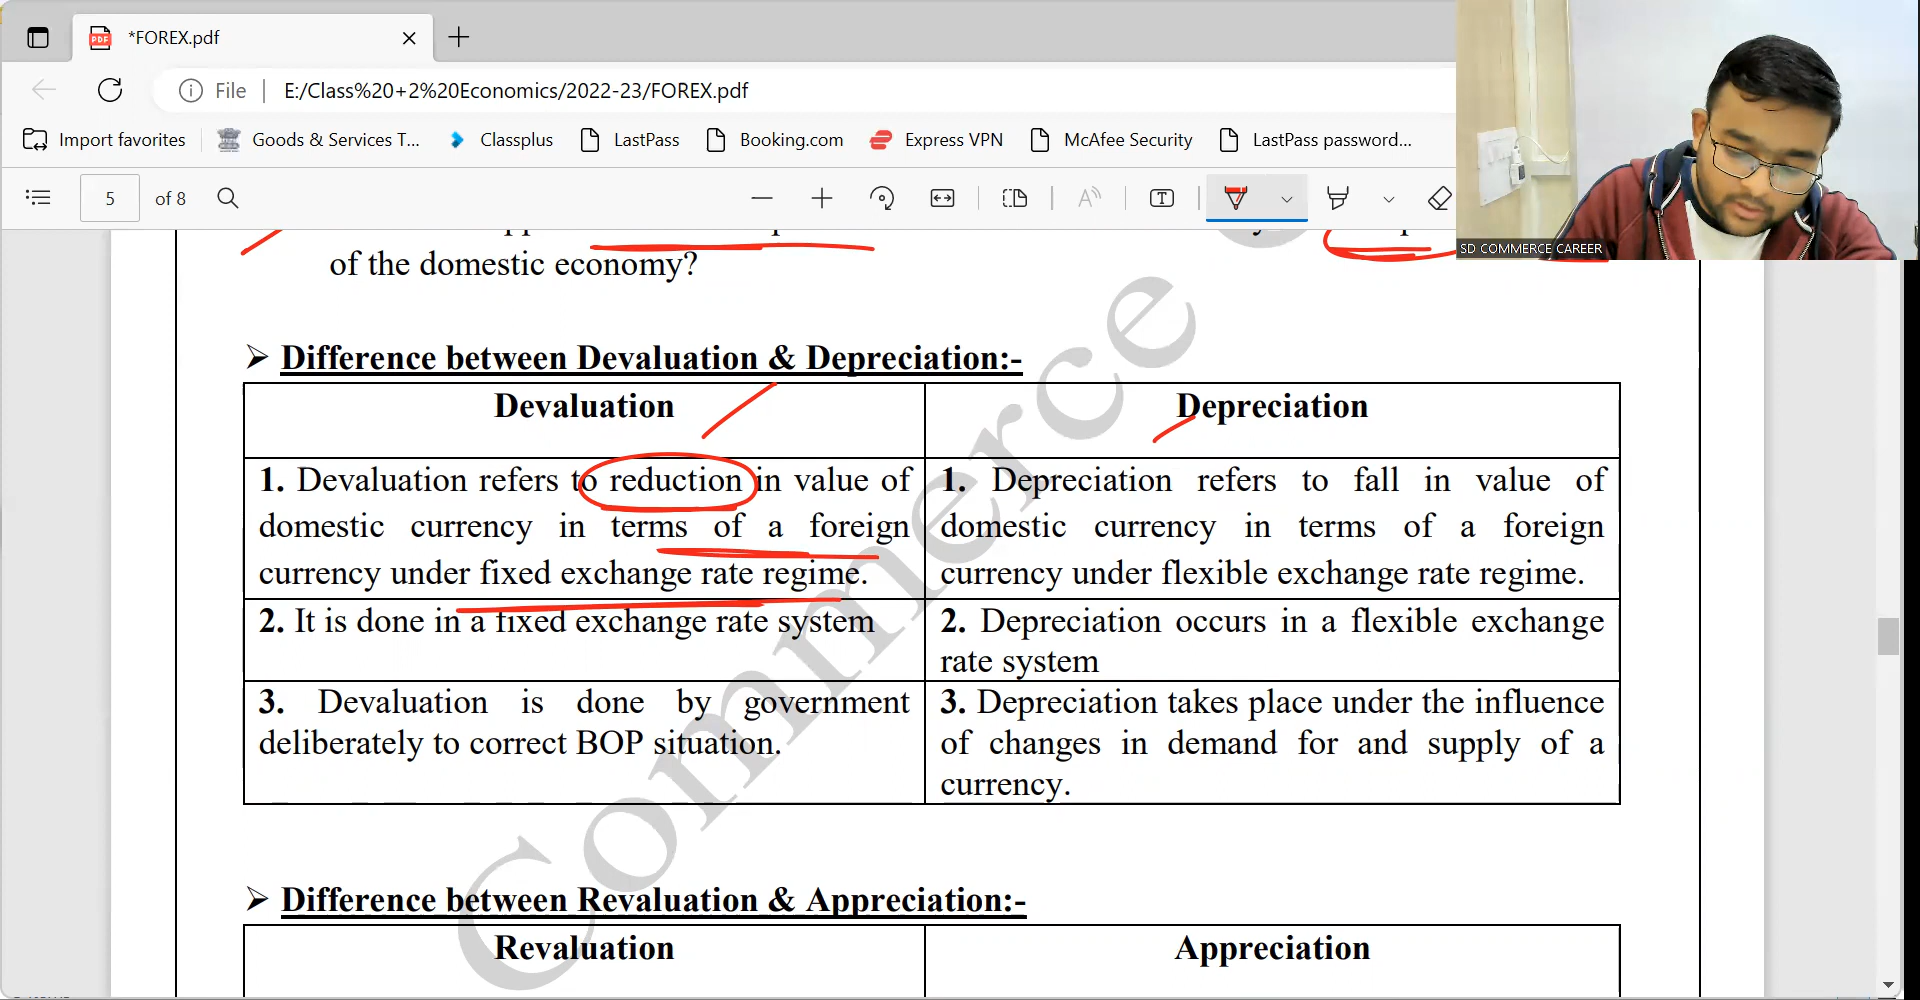 *FOREX.pdf
File
E:/Class%20+2%20Economics/2022-23/FOREX.pdf
Import favorites
Goods & Services T...
Classplus
LastPass
Booking.com
Express VPN
McAfee Security
LastPass password...
5 of 8
SD COMMERCE CAREER
of the domestic economy?
➢ Difference between Devaluation & Depreciation:-
Devaluation
Depreciation
1. Devaluation refers to reduction in value of
domestic currency in terms of a foreign
currency under fixed exchange rate regime.
1. Depreciation refers to fall in value of
domestic currency in terms of a foreign
currency under flexible exchange rate regime.
2. It is done in a fixed exchange rate system
2. Depreciation occurs in a flexible exchange
rate system
3. Devaluation is done by government
deliberately to correct BOP situation.
3. Depreciation takes place under the influence
of changes in demand for and supply of a
currency.
➢ Difference between Revaluation & Appreciation:-
Revaluation
Appreciation
Commerce